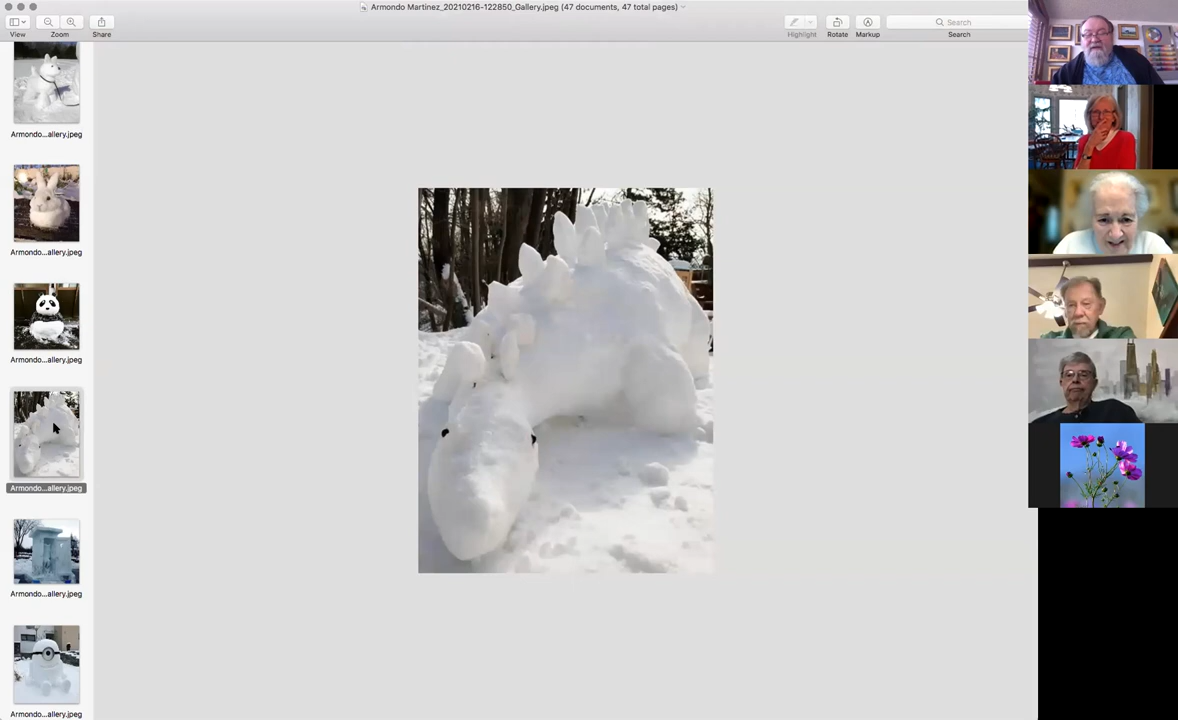 Armondo Martinez_20210216-122850_Gallery.jpeg (47 documents, 47 total pages)
View
Zoom
Share
Highlight
Rotate
Markup
Search
Search
Armondo...allery.jpeg
Armondo...allery.jpeg
Armondo...allery.jpeg
Armondo...allery.jpeg
Armondo...allery.jpeg
Armondo...allery.jpeg